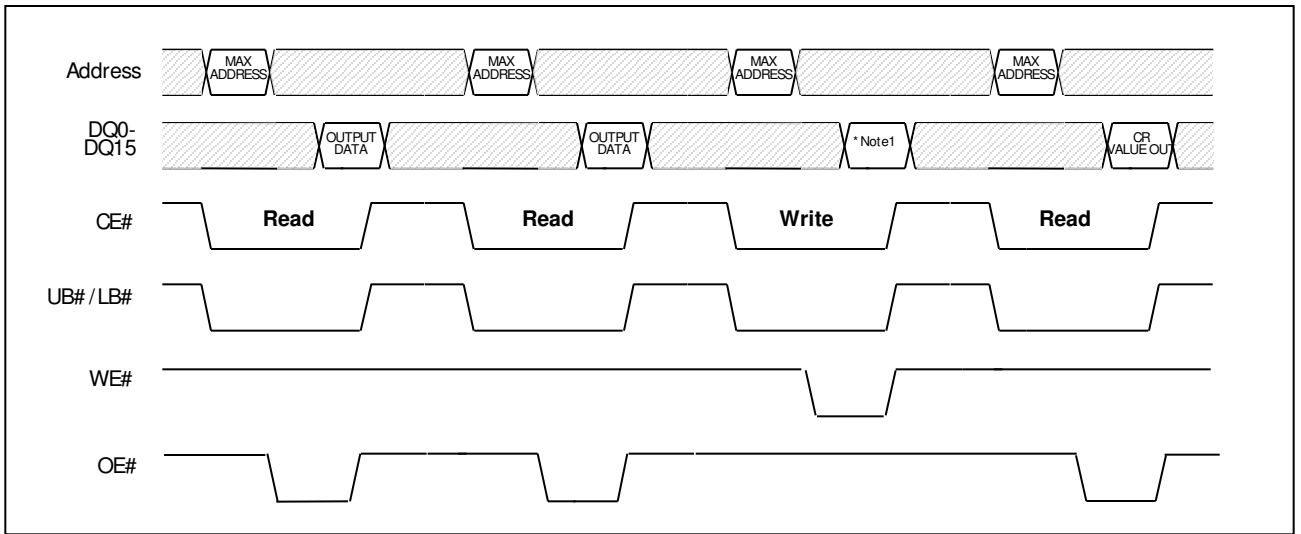 Address
MAX
ADDRESS
MAX
ADDRESS
MAX
ADDRESS
MAX
ADDRESS
DQ0-
DQ15
OUTPUT
DATA
OUTPUT
DATA
*Note1
CR
VALUE OUT
CE#
Read
Read
Write
Read
UB# / LB#
WE#
OE#